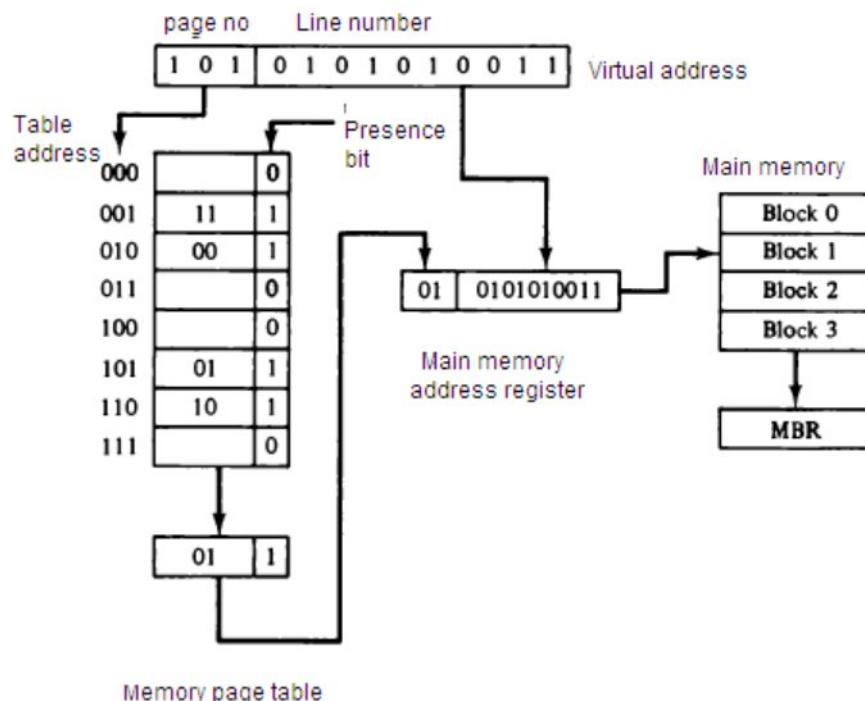 page no Line number
1 0 1 0 1 0 1 0 1 0 0 1 1
Virtual address
Table
address
Presence
bit
000 0
001 11 1
010 00 1
011 0
100 0
101 01 1
110 10 1
111 0
01 1
Memory page table
01 0101010011
Main memory
address register
Main memory
Block 0
Block 1
Block 2
Block 3
MBR